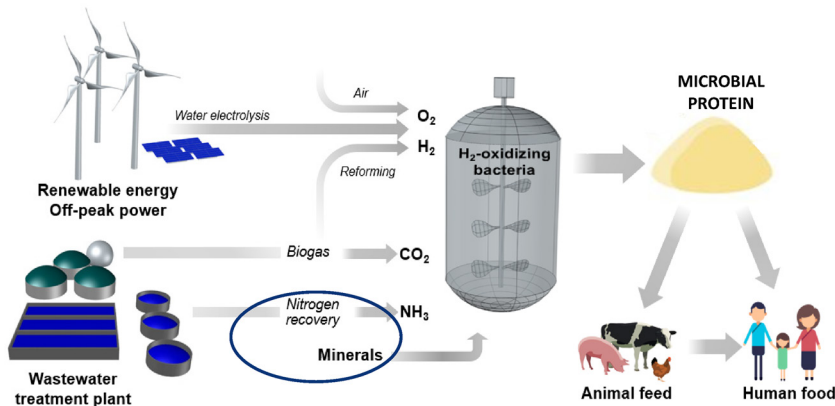 Air
Water electrolysis
O₂
H₂
Reforming
Renewable energy
Off-peak power
H₂-oxidizing
bacteria
MICROBIAL
PROTEIN
Biogas
CO₂
Nitrogen
recovery
NH₃
Minerals
Wastewater
treatment plant
Animal feed
Human food